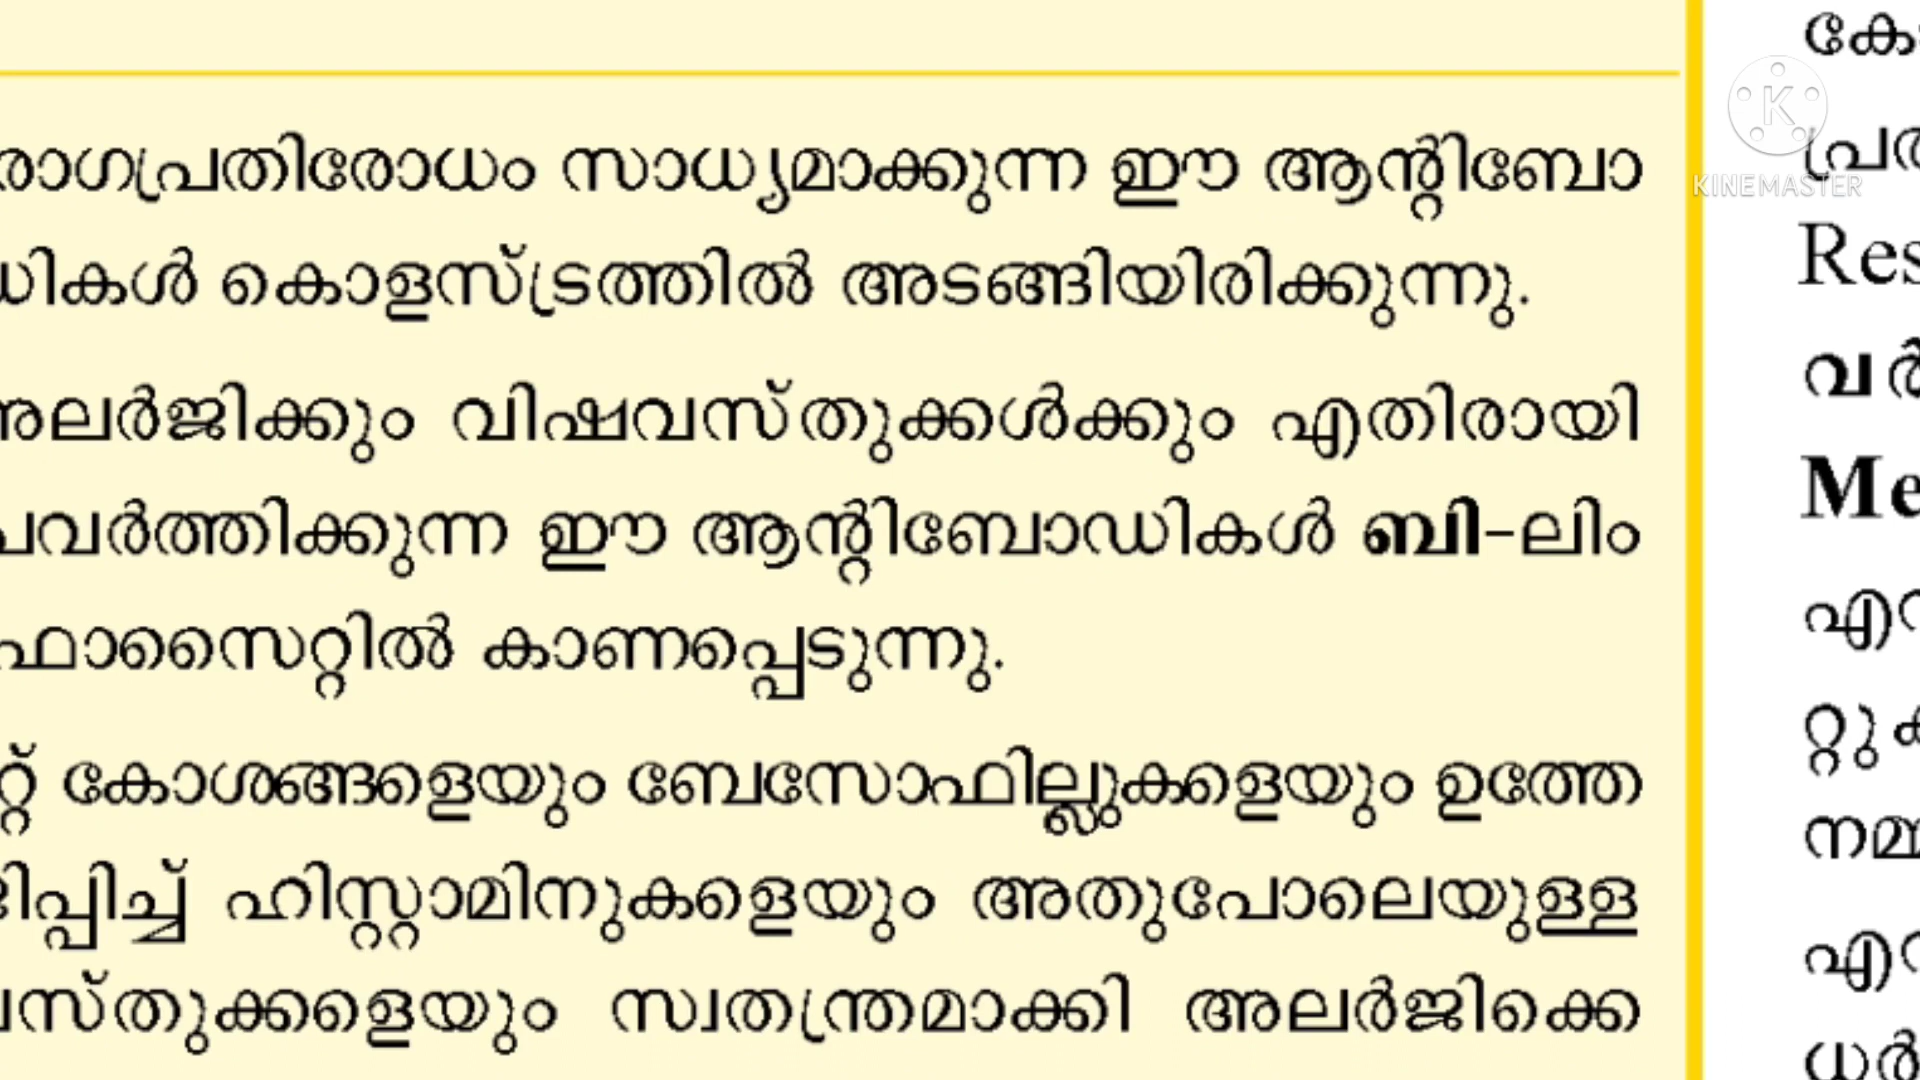 രോഗപ്രതിരോധം സാധ്യമാക്കുന്ന ഈ ആന്റിബോ
ഡികൾ കൊളസ്ട്രത്തിൽ അടങ്ങിയിരിക്കുന്നു.
അലർജിക്കും വിഷവസ്തുക്കൾക്കും എതിരായി
പ്രവർത്തിക്കുന്ന ഈ ആന്റിബോഡികൾ ബി-ലിം
ഫോസൈറ്റിൽ കാണപ്പെടുന്നു.
കോശങ്ങളെയും ബേസോഫില്ലുകളെയും ഉത്തേ
ജിപ്പിച്ച് ഹിസ്റ്റാമിനുകളെയും അതുപോലെയുള്ള
വസ്തുക്കളെയും സ്വതന്ത്രമാക്കി അലർജിക്കെ
KINEMASTER
Res
Me